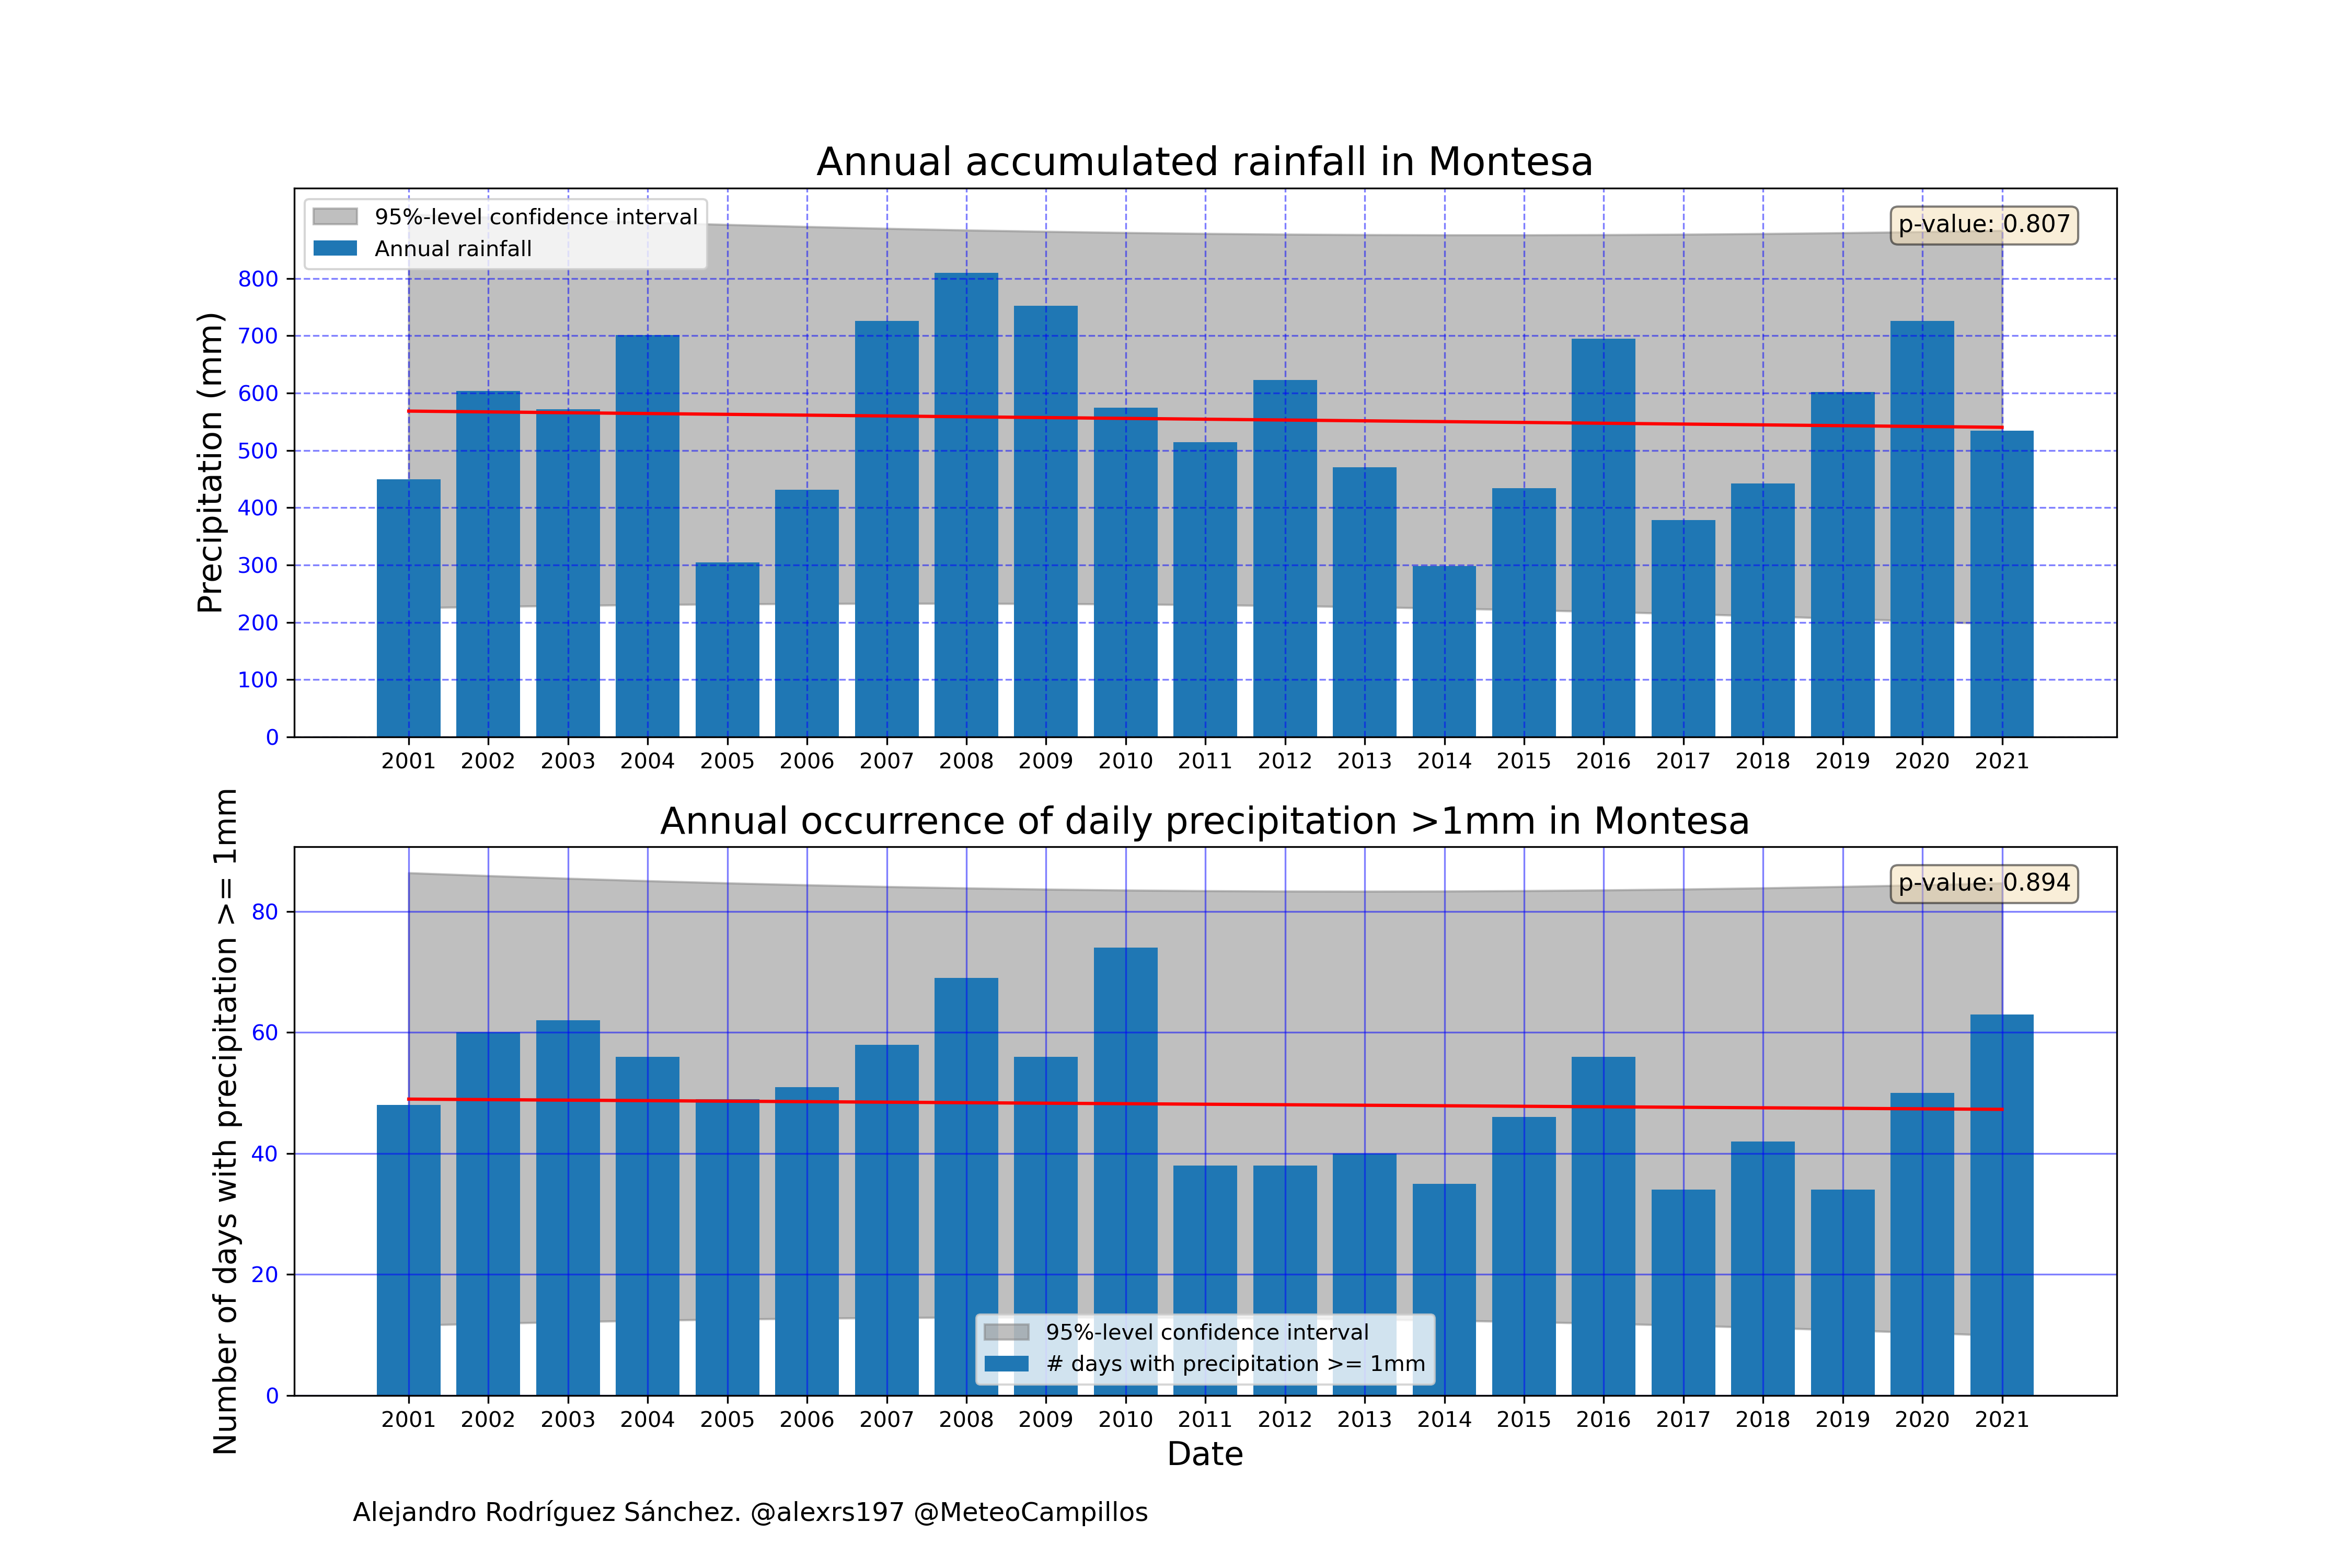 Annual accumulated rainfall in Montesa
95%-level confidence interval
Annual rainfall
p-value: 0.807
Precipitation (mm)
800
700
600
500
400
300
200
100
0
2001 2002 2003 2004 2005 2006 2007 2008 2009 2010 2011 2012 2013 2014 2015 2016 2017 2018 2019 2020 2021
Annual occurrence of daily precipitation >1mm in Montesa
p-value: 0.894
Number of days with precipitation >= 1mm
80
60
40
20
0
95%-level confidence interval
# days with precipitation >= 1mm
2001 2002 2003 2004 2005 2006 2007 2008 2009 2010 2011 2012 2013 2014 2015 2016 2017 2018 2019 2020 2021
Date
Alejandro Rodríguez Sánchez. @alexrs197 @MeteoCampillos